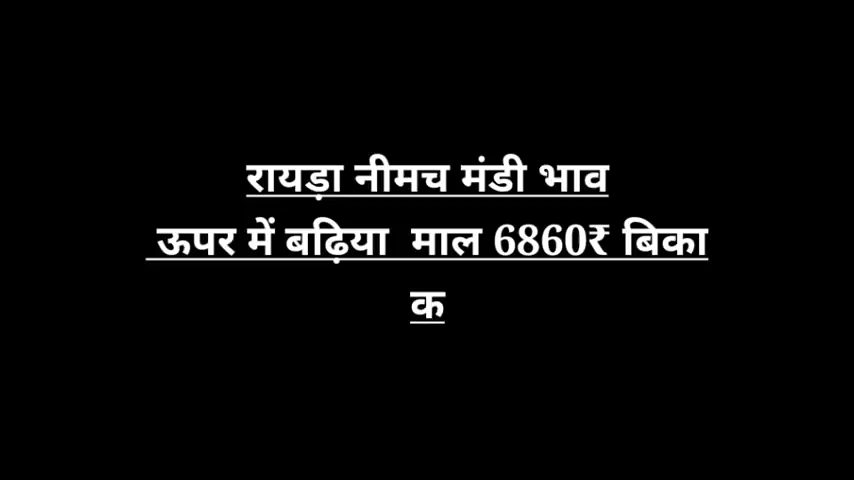 रायड़ा नीमच मंडी भाव
ऊपर में बढ़िया माल 6860₹ बिका
क